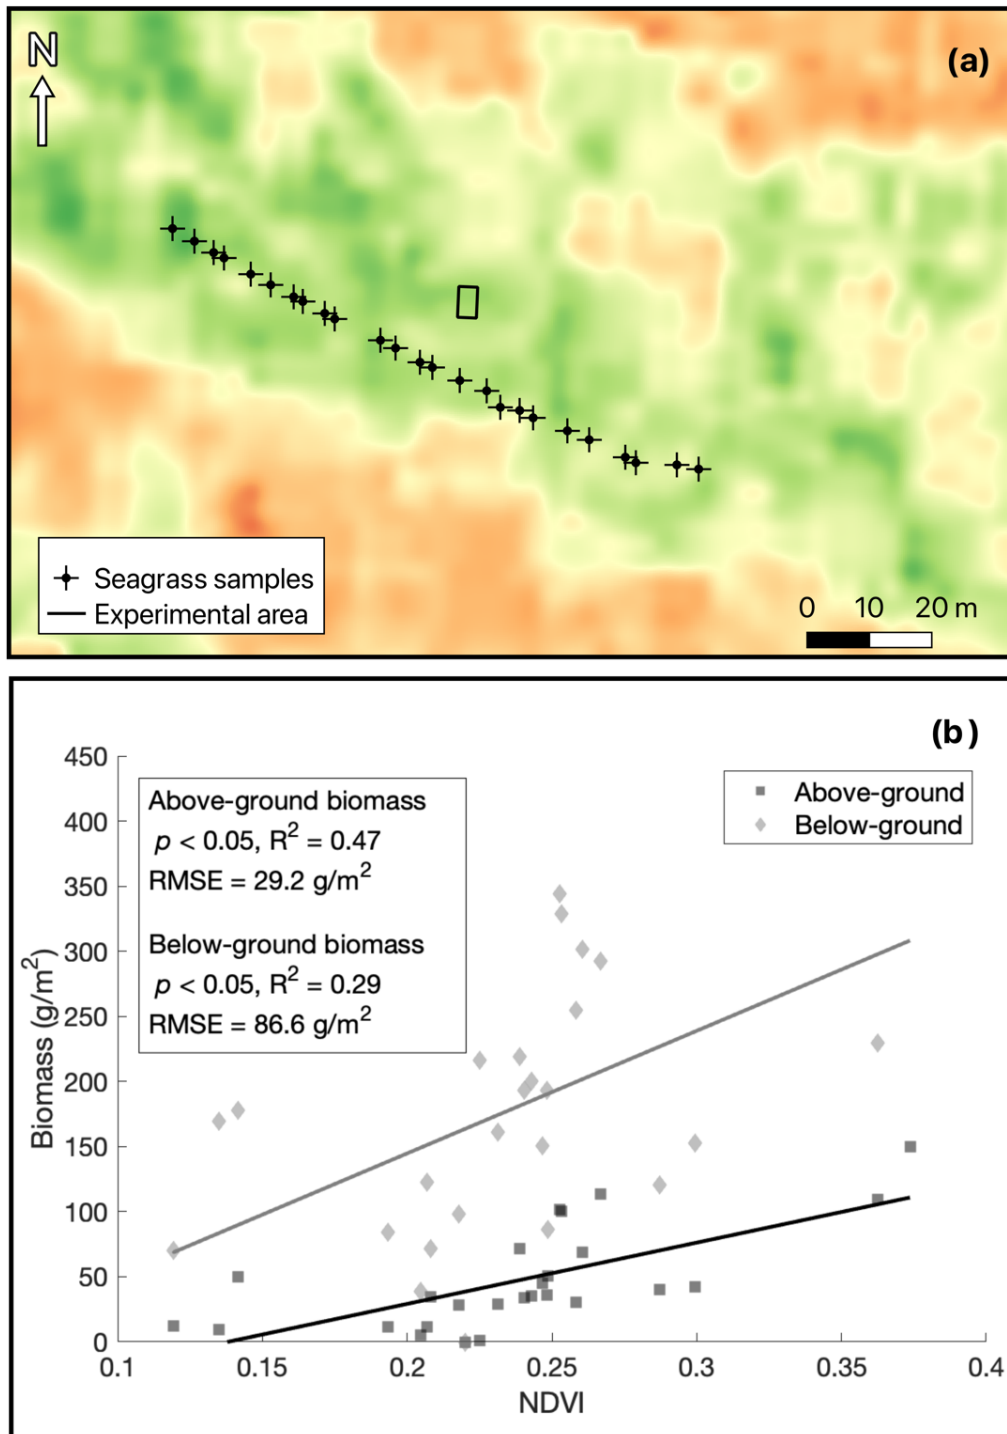 N
(a)
Seagrass samples
Experimental area
0 10 20 m
(b)
450
400
350
300
250
200
150
100
50
0
Biomass (g/m²)
Above-ground biomass
p < 0.05, R² = 0.47
RMSE = 29.2 g/m²
Below-ground biomass
p < 0.05, R² = 0.29
RMSE = 86.6 g/m²
Above-ground
Below-ground
0.1 0.15 0.2 0.25 0.3 0.35 0.4
NDVI